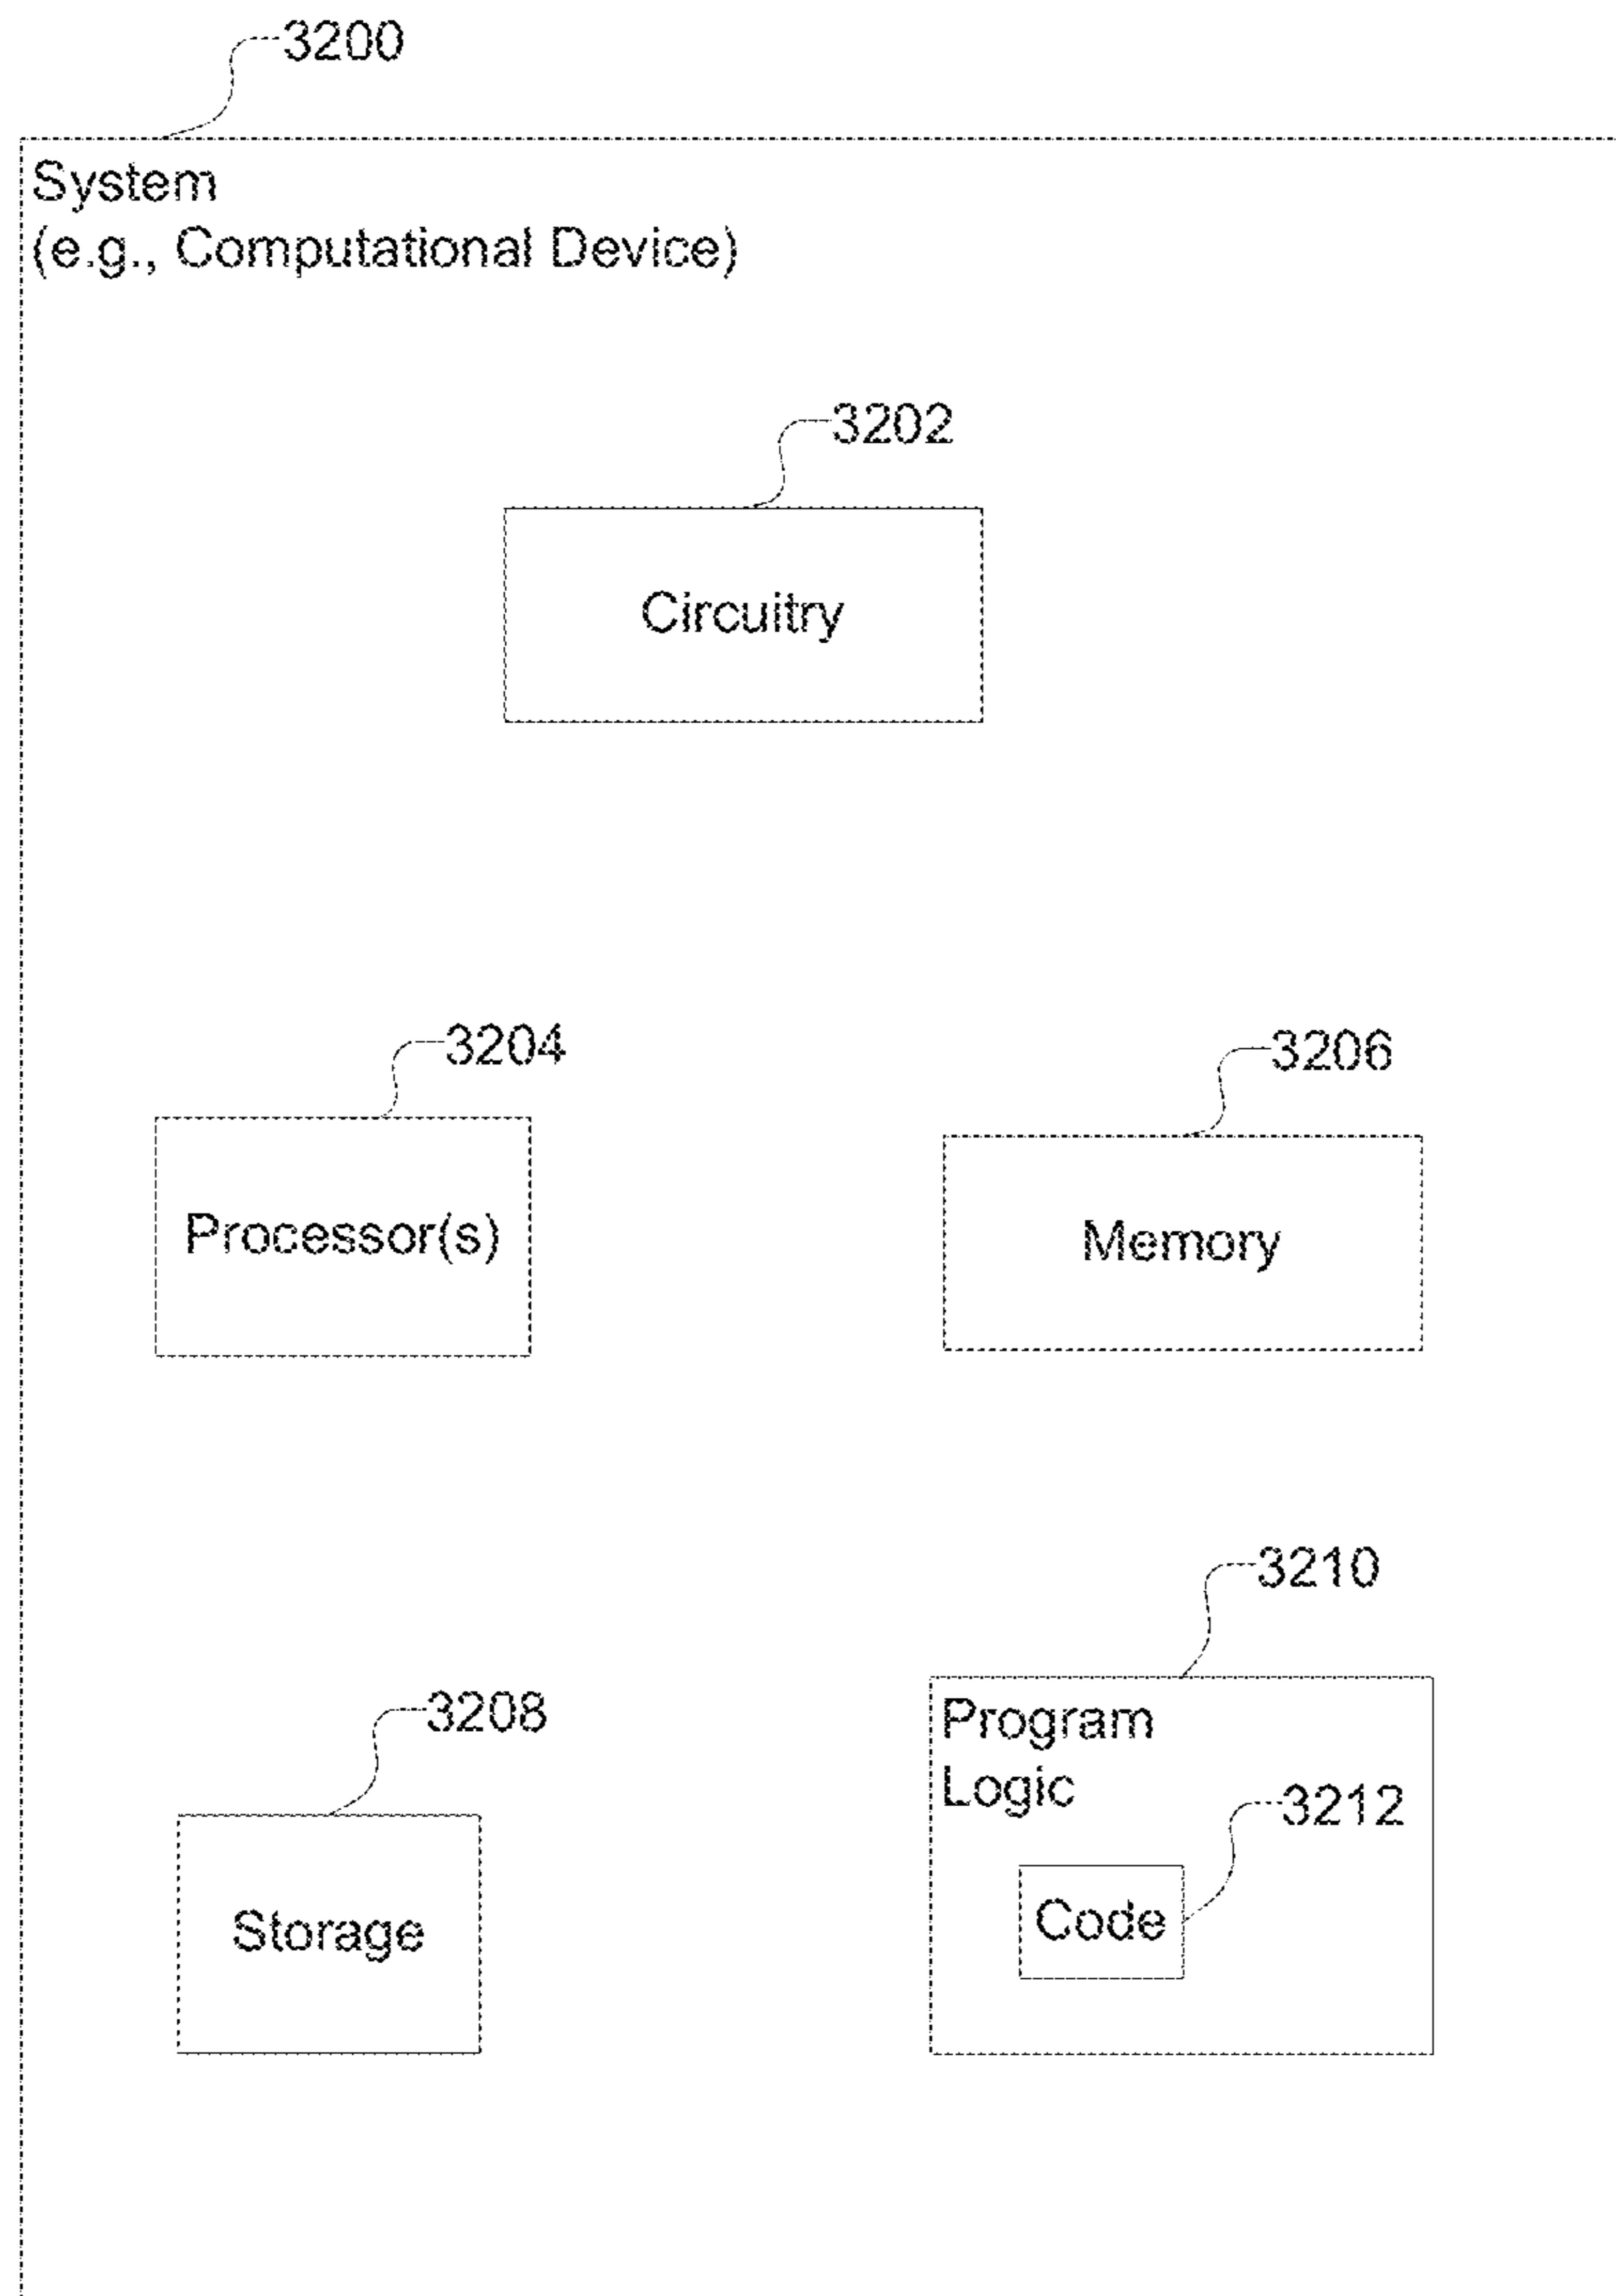 3200
System
(e.g., Computational Device)
3202
Circuitry
3204
3206
Processor(s)
Memory
3210
3208
Program
Logic
3212
Storage
Code